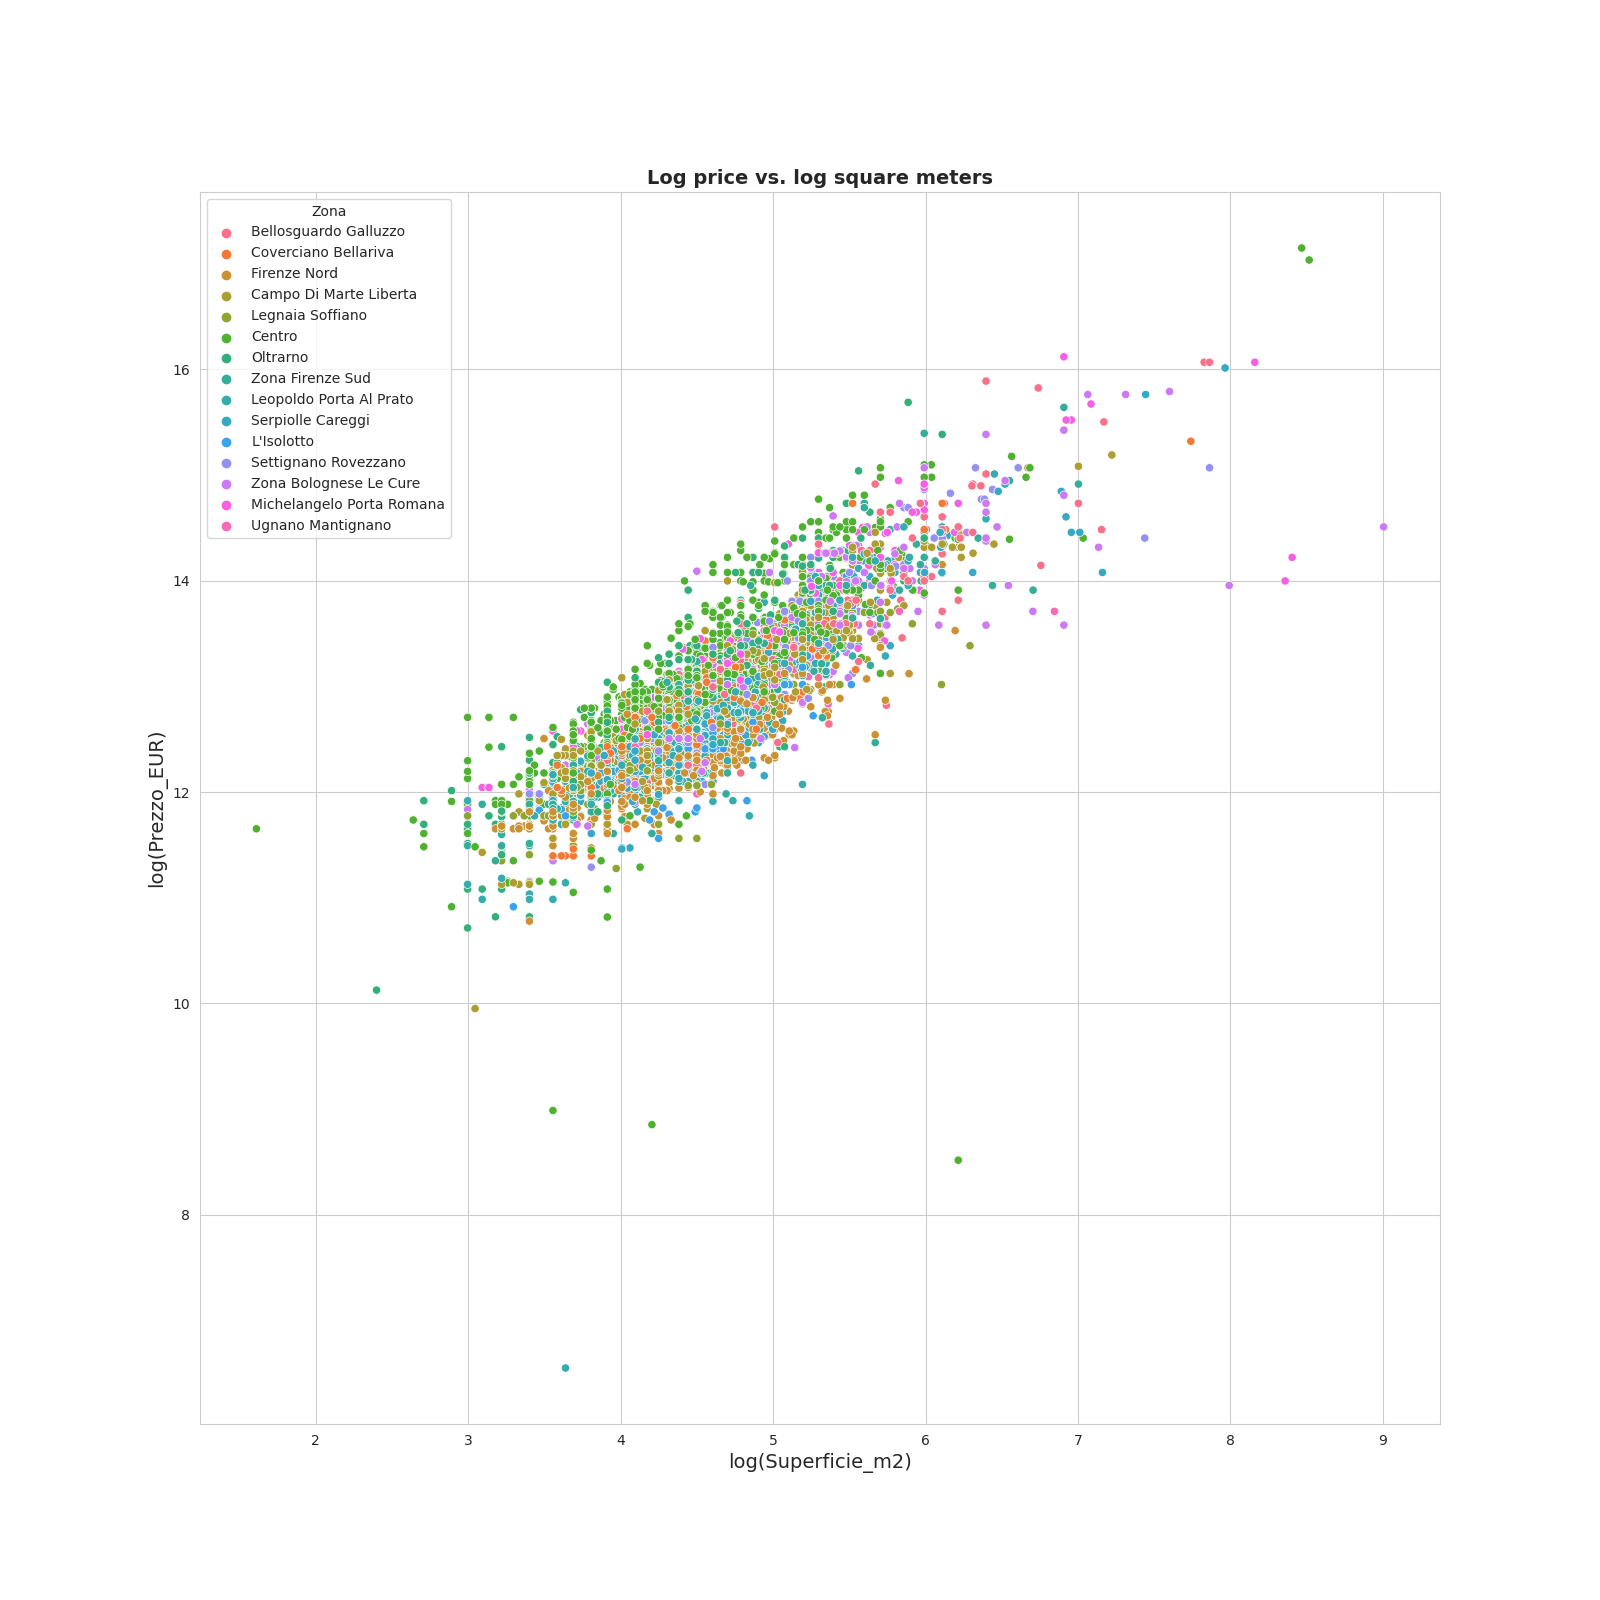 Log price vs. log square meters
Zona
Bellosguardo Galluzzo
Coverciano Bellariva
Firenze Nord
Campo Di Marte Liberta
Legnaia Soffiano
Centro
Oltrarno
Zona Firenze Sud
Leopoldo Porta Al Prato
Serpiolle Careggi
L'Isolotto
Settignano Rovezzano
Zona Bolognese Le Cure
Michelangelo Porta Romana
Ugnano Mantignano
log(Prezzo_EUR)
16
14
12
10
8
2 3 4 5 6 7 8 9
log(Superficie_m2)